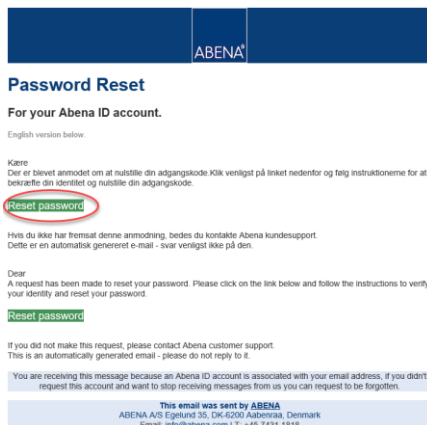 ABENA®
Password Reset
For your Abena ID account.
English version below.
Kære
Der er blevet anmodet om at nulstille din adgangskode.Klik venligst på linket nedenfor og følg instruktionerne for at
bekræfte din identitet og nulstille din adgangskode.
Reset password
Hvis du ikke har fremsat denne anmodning, bedes du kontakte Abena kundesupport.
Dette er en automatisk genereret e-mail - svar venligst ikke på den.
Dear
A request has been made to reset your password. Please click on the link below and follow the instructions to verify
your identity and reset your password.
Reset password
If you did not make this request, please contact Abena customer support.
This is an automatically generated email - please do not reply to it.
You are receiving this message because an Abena ID account is associated with your email address, if you didn't
request this account and want to stop receiving messages from us you can request to be forgotten.
This email was sent by ABENA
ABENA A/S Egelund 35, DK-6200 Aabenraa, Denmark
Email: info@abena.com | T: +45 7431 1818